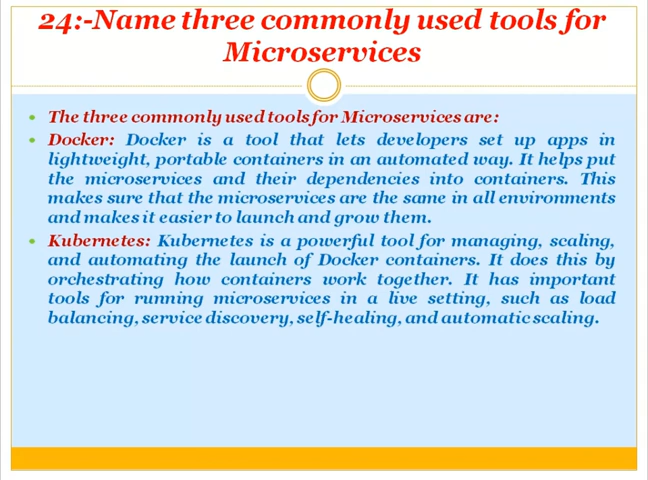 24:-Name three commonly used tools for
Microservices
The three commonly used tools for Microservices are:
Docker: Docker is a tool that lets developers set up apps in
lightweight, portable containers in an automated way. It helps put
the microservices and their dependencies into containers. This
makes sure that the microservices are the same in all environments
and makes it easier to launch and grow them.
Kubernetes: Kubernetes is a powerful tool for managing, scaling,
and automating the launch of Docker containers. It does this by
orchestrating how containers work together. It has important
tools for running microservices in a live setting, such as load
balancing, service discovery, self-healing, and automatic scaling.